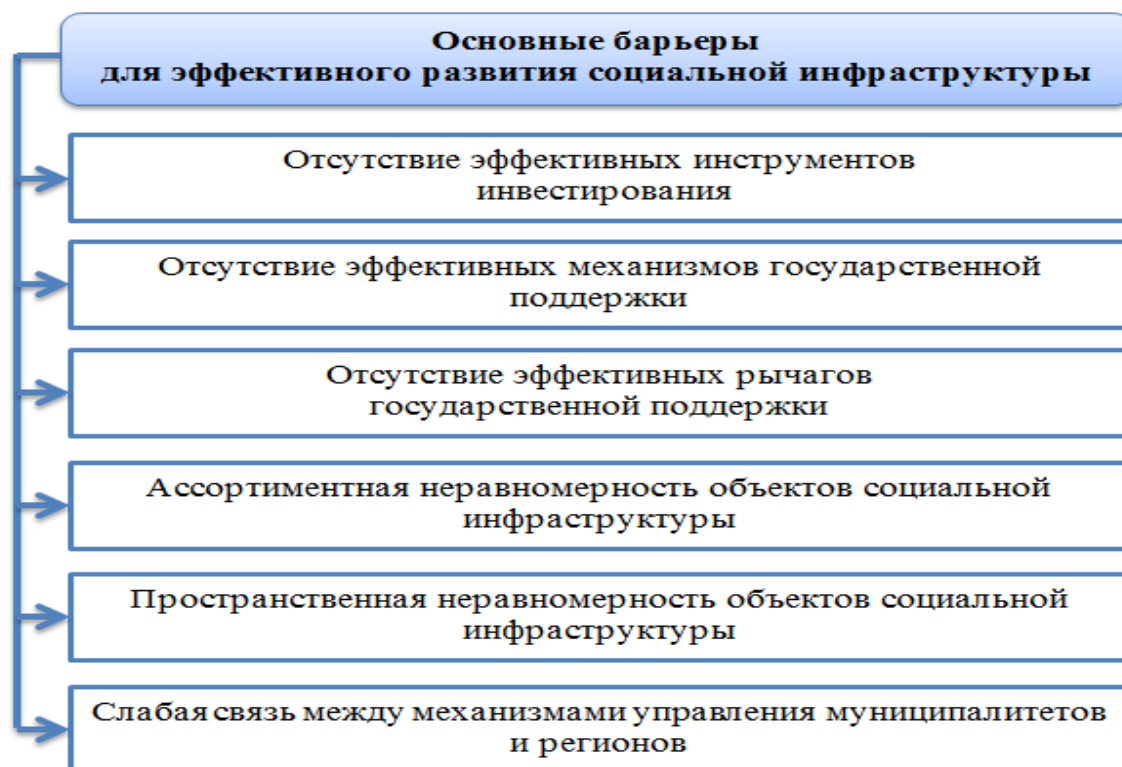 Основные барьеры
для эффективного развития социальной инфраструктуры
Отсутствие эффективных инструментов
инвестирования
Отсутствие эффективных механизмов государственной
поддержки
Отсутствие эффективных рычагов
государственной поддержки
Ассортиментная неравномерность объектов социальной
инфраструктуры
Пространственная неравномерность объектов социальной
инфраструктуры
Слабая связь между механизмами управления муниципалитетов
и регионов